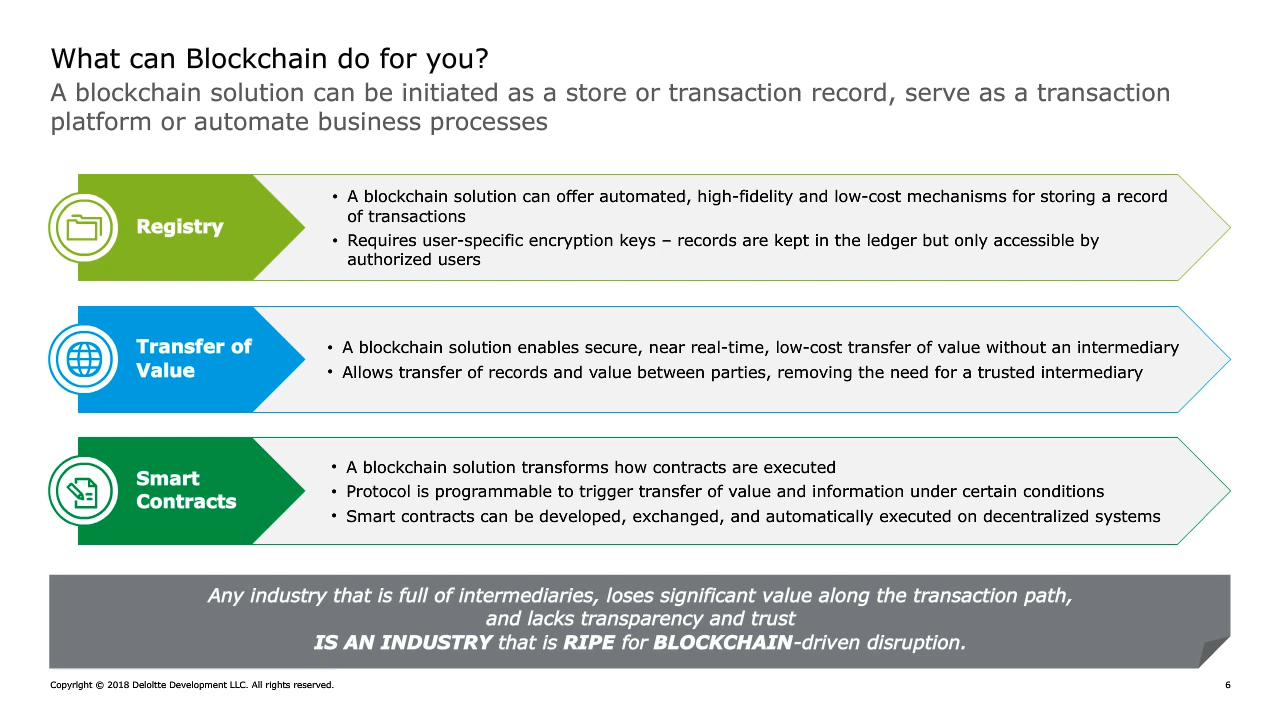 What can Blockchain do for you?
A blockchain solution can be initiated as a store or transaction record, serve as a transaction
platform or automate business processes
Registry
• A blockchain solution can offer automated, high-fidelity and low-cost mechanisms for storing a record
of transactions
• Requires user-specific encryption keys – records are kept in the ledger but only accessible by
authorized users
Transfer of
Value
• A blockchain solution enables secure, near real-time, low-cost transfer of value without an intermediary
• Allows transfer of records and value between parties, removing the need for a trusted intermediary
Smart
Contracts
• A blockchain solution transforms how contracts are executed
• Protocol is programmable to trigger transfer of value and information under certain conditions
• Smart contracts can be developed, exchanged, and automatically executed on decentralized systems
Any industry that is full of intermediaries, loses significant value along the transaction path,
and lacks transparency and trust
IS AN INDUSTRY that is RIPE for BLOCKCHAIN-driven disruption.
Copyright © 2018 Deloitte Development LLC. All rights reserved.
6